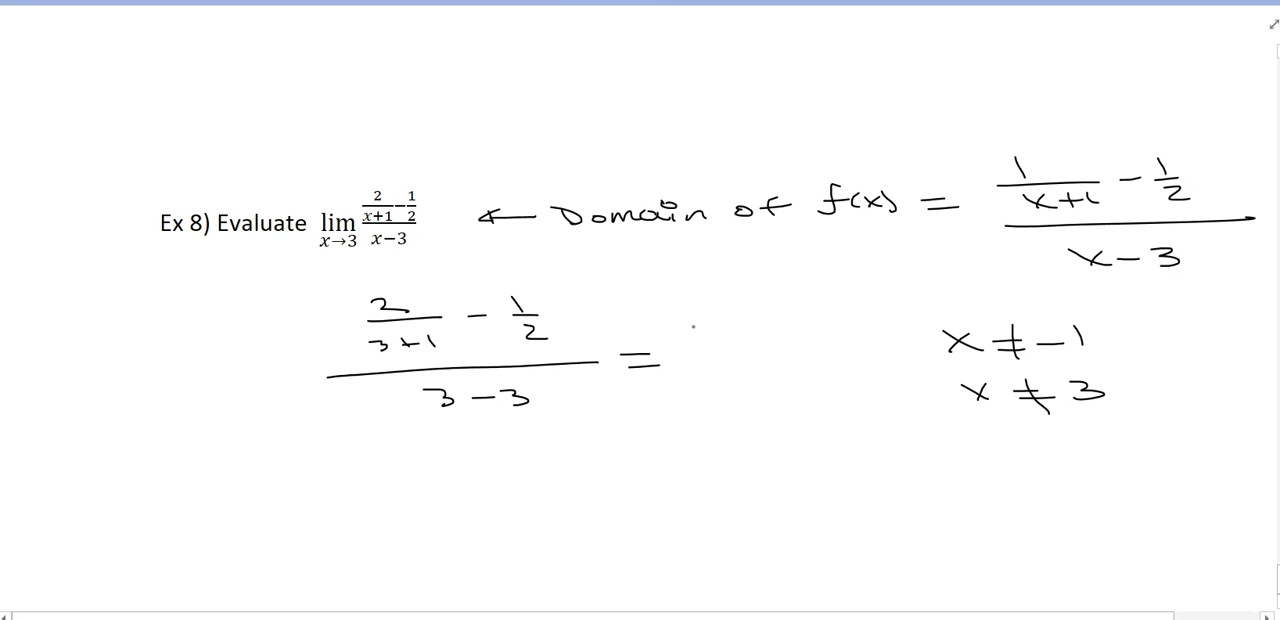 Ex 8) Evaluate lim x→3 (2/(x+1) - 1/2)/(x-3) ← Domain of f(x) = (1/(x+1) - 1/2)/(x-3)
(2/(3+1) - 1/2)/(3-3) =
x ≠ -1
x ≠ 3